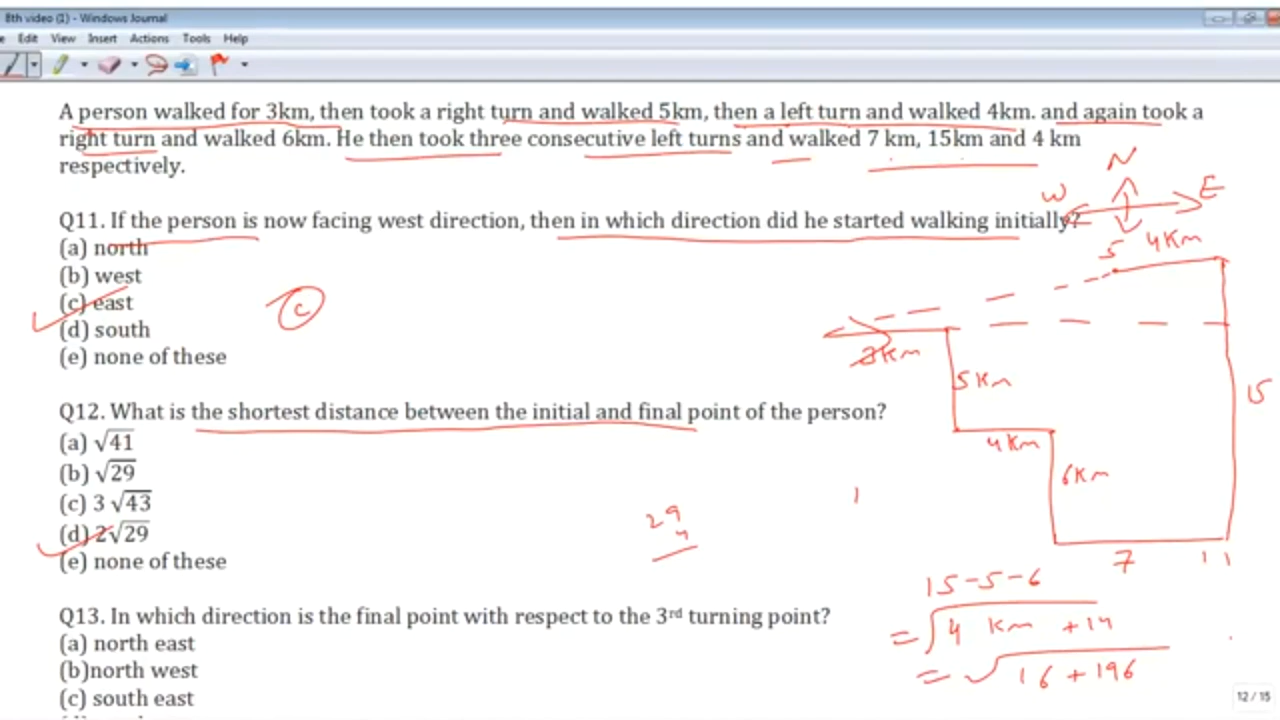 8th video (1) - Windows Journal
e Edit View Insert Actions Tools Help
A person walked for 3km, then took a right turn and walked 5km, then a left turn and walked 4km. and again took a
right turn and walked 6km. He then took three consecutive left turns and walked 7 km, 15km and 4 km
respectively.
N
W E
Q11. If the person is now facing west direction, then in which direction did he started walking initially?
(a) north
(b) west
(c) east
(d) south
(e) none of these
c
5 4km
3km
5km
15
4km
6km
7
Q12. What is the shortest distance between the initial and final point of the person?
(a) √41
(b) √29
(c) 3 √43
(d) 2√29
(e) none of these
29
4
15-5-6
= √4 km +14
= √16+196
Q13. In which direction is the final point with respect to the 3rd turning point?
(a) north east
(b)north west
(c) south east
12 / 15